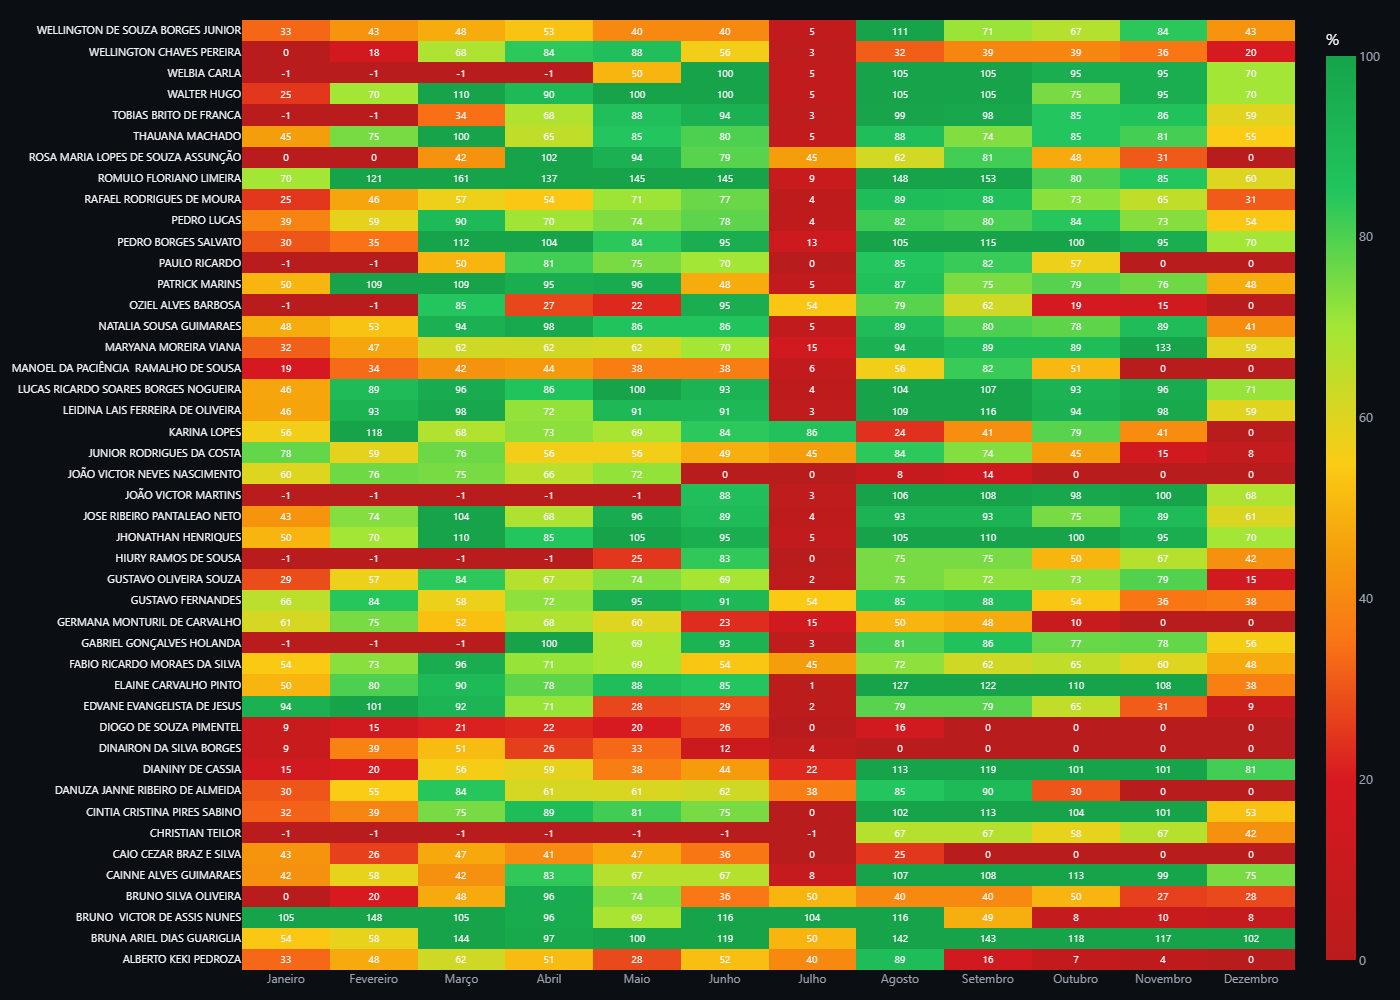 %
WELLINGTON DE SOUZA BORGES JUNIOR 33 43 48 53 40 40 5 111 71 67 84 43
WELLINGTON CHAVES PEREIRA 0 18 68 84 88 56 3 32 39 39 36 20
WELBIA CARLA -1 -1 -1 -1 50 100 5 105 105 95 95 70
WALTER HUGO 25 70 110 90 100 100 5 105 105 75 95 70
TOBIAS BRITO DE FRANCA -1 -1 34 68 88 94 3 99 98 85 86 59
THAUANA MACHADO 45 75 100 65 85 80 5 88 74 85 81 55
ROSA MARIA LOPES DE SOUZA ASSUNÇÃO 0 0 42 102 94 79 45 62 81 48 31 0
ROMULO FLORIANO LIMEIRA 70 121 161 137 145 145 9 148 153 80 85 60
RAFAEL RODRIGUES DE MOURA 25 46 57 54 71 77 4 89 88 73 65 31
PEDRO LUCAS 39 59 90 70 74 78 4 82 80 84 73 54
PEDRO BORGES SALVATO 30 35 112 104 84 95 13 105 115 100 95 70
PAULO RICARDO -1 -1 50 81 75 70 0 85 82 57 0 0
PATRICK MARINS 50 109 109 95 96 48 5 87 75 79 76 48
OZIEL ALVES BARBOSA -1 -1 85 27 22 95 54 79 62 19 15 0
NATALIA SOUSA GUIMARAES 48 53 94 98 86 86 5 89 80 78 89 41
MARYANA MOREIRA VIANA 32 47 62 62 62 70 15 94 89 89 133 59
MANOEL DA PACIÊNCIA  RAMALHO DE SOUSA 19 34 42 44 38 38 6 56 82 51 0 0
LUCAS RICARDO SOARES BORGES NOGUEIRA 46 89 96 86 100 93 4 104 107 93 96 71
LEIDINA LAIS FERREIRA DE OLIVEIRA 46 93 98 72 91 91 3 109 116 94 98 59
KARINA LOPES 56 118 68 73 69 84 86 24 41 79 41 0
JUNIOR RODRIGUES DA COSTA 78 59 76 56 56 49 45 84 74 45 15 8
JOÃO VICTOR NEVES NASCIMENTO 60 76 75 66 72 0 0 8 14 0 0 0
JOÃO VICTOR MARTINS -1 -1 -1 -1 -1 88 3 106 108 98 100 68
JOSE RIBEIRO PANTALEAO NETO 43 74 104 68 96 89 4 93 93 75 89 61
JHONATHAN HENRIQUES 50 70 110 85 105 95 5 105 110 100 95 70
HIURY RAMOS DE SOUSA -1 -1 -1 -1 25 83 0 75 75 50 67 42
GUSTAVO OLIVEIRA SOUZA 29 57 84 67 74 69 2 75 72 73 79 15
GUSTAVO FERNANDES 66 84 58 72 95 91 54 85 88 54 36 38
GERMANA MONTURIL DE CARVALHO 61 75 52 68 60 23 15 50 48 10 0 0
GABRIEL GONÇALVES HOLANDA -1 -1 -1 100 69 93 3 81 86 77 78 56
FABIO RICARDO MORAES DA SILVA 54 73 96 71 69 54 45 72 62 65 60 48
ELAINE CARVALHO PINTO 50 80 90 78 88 85 1 127 122 110 108 38
EDVANE EVANGELISTA DE JESUS 94 101 92 71 28 29 2 79 79 65 31 9
DIOGO DE SOUZA PIMENTEL 9 15 21 22 20 26 0 16 0 0 0 0
DINAIRON DA SILVA BORGES 9 39 51 26 33 12 4 0 0 0 0 0
DIANINY DE CASSIA 15 20 56 59 38 44 22 113 119 101 101 81
DANUZA JANNE RIBEIRO DE ALMEIDA 30 55 84 61 61 62 38 85 90 30 0 0
CINTIA CRISTINA PIRES SABINO 32 39 75 89 81 75 0 102 113 104 101 53
CHRISTIAN TEILOR -1 -1 -1 -1 -1 -1 -1 67 67 58 67 42
CAIO CEZAR BRAZ E SILVA 43 26 47 41 47 36 0 25 0 0 0 0
CAINNE ALVES GUIMARAES 42 58 42 83 67 67 8 107 108 113 99 75
BRUNO SILVA OLIVEIRA 0 20 48 96 74 36 50 40 40 50 27 28
BRUNO  VICTOR DE ASSIS NUNES 105 148 105 96 69 116 104 116 49 8 10 8
BRUNA ARIEL DIAS GUARIGLIA 54 58 144 97 100 119 50 142 143 118 117 102
ALBERTO KEKI PEDROZA 33 48 62 51 28 52 40 89 16 7 4 0
Janeiro Fevereiro Março Abril Maio Junho Julho Agosto Setembro Outubro Novembro Dezembro
100
80
60
40
20
0